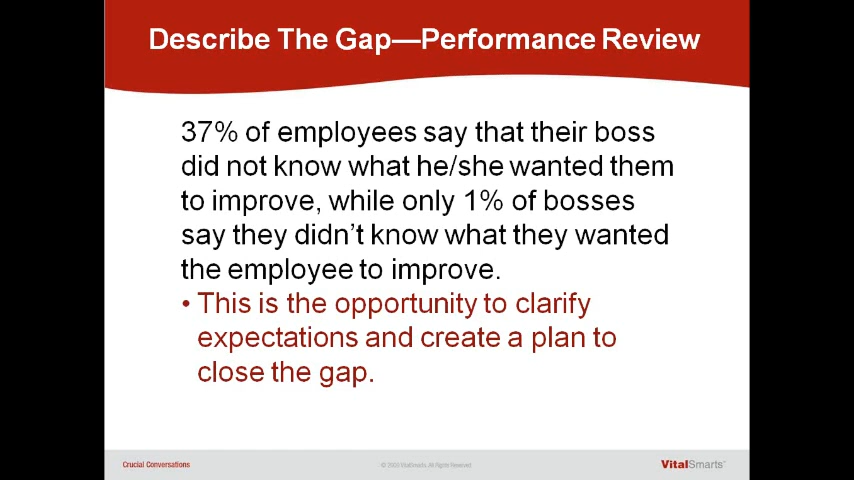 Describe The Gap—Performance Review
37% of employees say that their boss
did not know what he/she wanted them
to improve, while only 1% of bosses
say they didn't know what they wanted
the employee to improve.
• This is the opportunity to clarify
expectations and create a plan to
close the gap.
Crucial Conversations
VitalSmarts